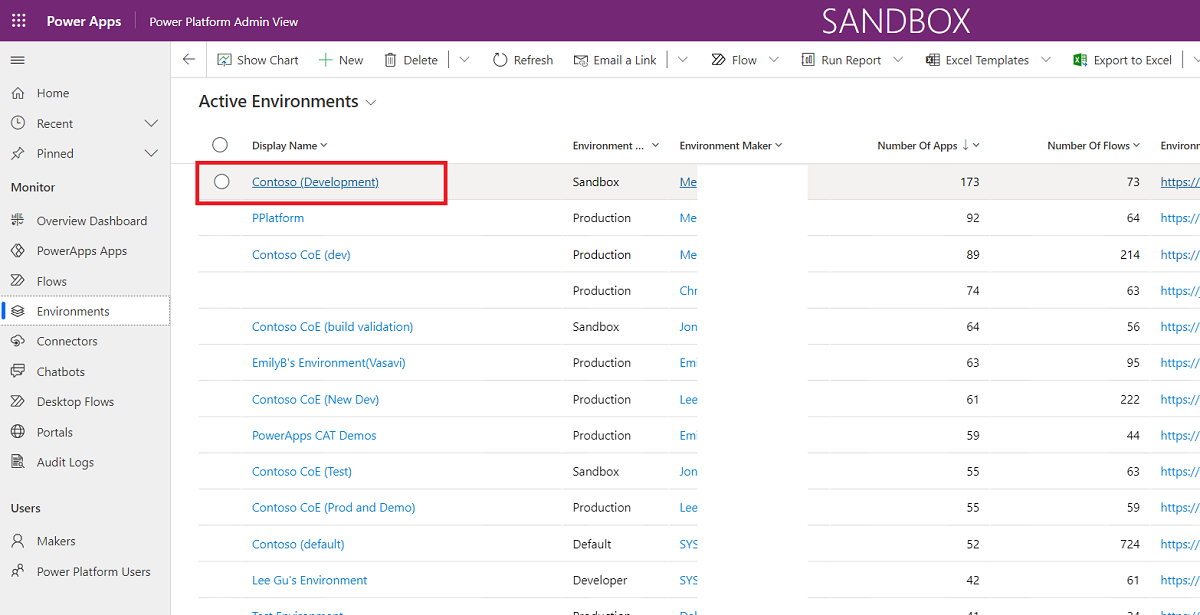 Power Apps Power Platform Admin View SANDBOX
Show Chart New Delete Refresh Email a Link Flow Run Report Excel Templates Export to Excel
Home
Recent
Pinned
Monitor
Overview Dashboard
PowerApps Apps
Flows
Environments
Connectors
Chatbots
Desktop Flows
Portals
Audit Logs
Users
Makers
Power Platform Users
Active Environments
Display Name Environment ... Environment Maker Number Of Apps Number Of Flows Environn
Contoso (Development) Sandbox Me 173 73 https://
PPlatform Production Me 92 64 https://
Contoso CoE (dev) Production Me 89 214 https://
Production Chr 74 63 https://
Contoso CoE (build validation) Sandbox Jon 64 56 https://
EmilyB's Environment(Vasavi) Production Emi 63 95 https://
Contoso CoE (New Dev) Production Lee 61 222 https://
PowerApps CAT Demos Production Emi 59 44 https://
Contoso CoE (Test) Sandbox Jon 55 63 https://
Contoso CoE (Prod and Demo) Production Lee 55 59 https://
Contoso (default) Default SYS 52 724 https://
Lee Gu's Environment Developer SYS 42 61 https://